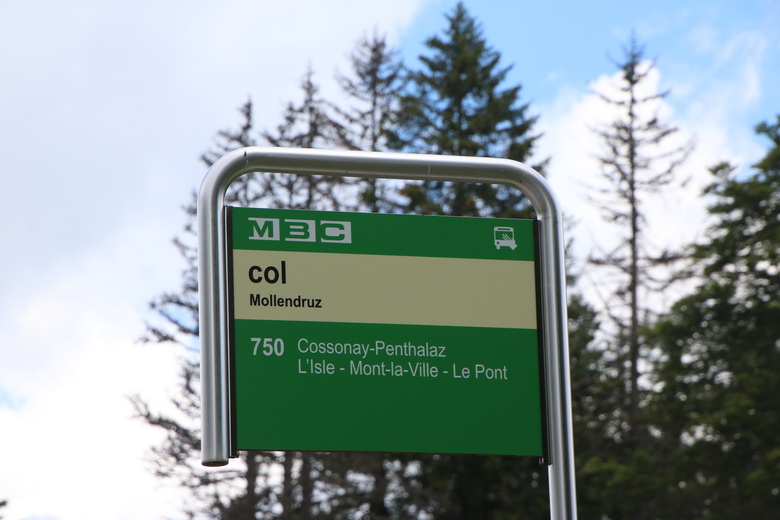 MBC
col
Mollendruz
750 Cossonay-Penthalaz
L'Isle - Mont-la-Ville - Le Pont